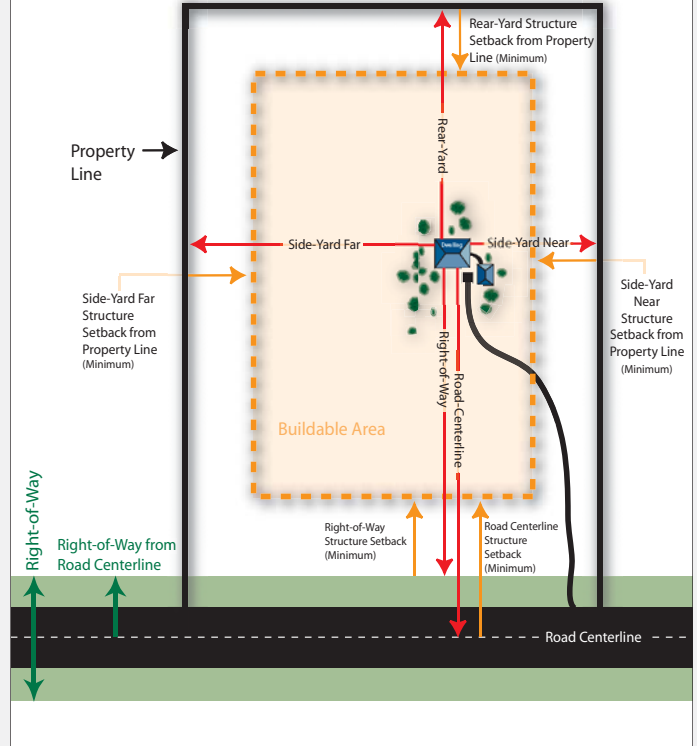 Rear-Yard Structure
Setback from Property
Line (Minimum)
Rear-Yard
Property
Line
Dwelling
Side-Yard Far
Side-Yard Near
Side-Yard Far
Structure
Setback from
Property Line
(Minimum)
Side-Yard
Near
Structure
Setback from
Property Line
(Minimum)
Right-of-Way
Road-Centerline
Buildable Area
Right-of-Way
Right-of-Way from
Road Centerline
Right-of-Way
Structure Setback
(Minimum)
Road Centerline
Structure
Setback
(Minimum)
Road Centerline